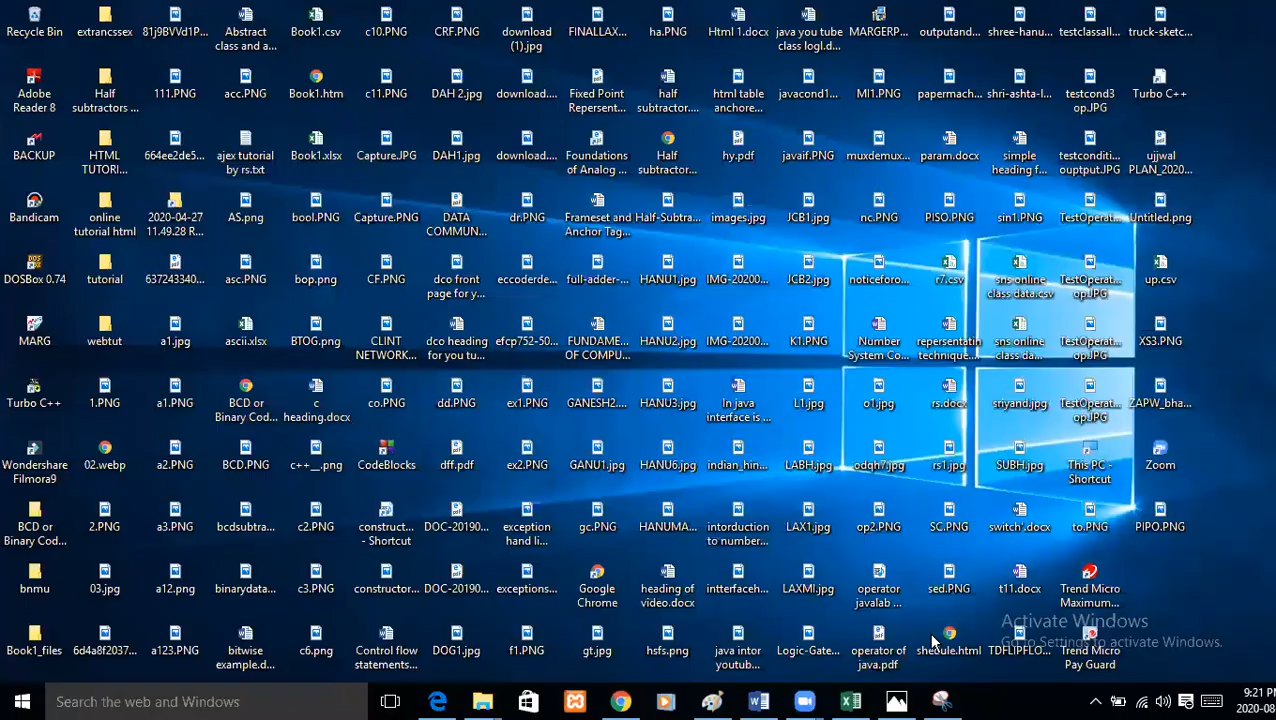 Recycle Bin
extrancssex
81j9BVVd1P...
Abstract
class and a...
Book1.csv
c10.PNG
CRF.PNG
download
(1).jpg
FINALLAX...
ha.PNG
Html 1.docx
java you tube
class logI.d...
MARGERP...
outputand...
shree-hanu...
testclassall...
truck-sketc...
Adobe
Reader 8
Half
subtractors ...
111.PNG
acc.PNG
Book1.htm
c11.PNG
DAH 2.jpg
download....
Fixed Point
Repersent...
half
subtractor....
html table
anchore...
javacond1...
MI1.PNG
papermach...
shri-ashta-l...
testcond3
op.JPG
Turbo C++
BACKUP
HTML
TUTORI...
664ee2de5...
ajex tutorial
by rs.txt
Book1.xlsx
Capture.JPG
DAH1.jpg
download....
Foundations
of Analog ...
Half
subtractor...
hy.pdf
javaif.PNG
muxdemux...
param.docx
simple
heading f...
testconditi...
ouptput.JPG
ujjwal
PLAN_2020...
Bandicam
online
tutorial html
2020-04-27
11.49.28 R...
AS.png
bool.PNG
Capture.PNG
DATA
COMMUN...
dr.PNG
Frameset and
Anchor Tag...
Half-Subtra...
images.jpg
JCB1.jpg
nc.PNG
PISO.PNG
sin1.PNG
TestOperat...
Untitled.png
DOSBox 0.74
tutorial
637243340...
asc.PNG
bop.png
CF.PNG
dco front
page for y...
eccoderde...
full-adder-...
HANU1.jpg
IMG-20200...
JCB2.jpg
noticeforo...
r7.csv
sns online
class data.csv
TestOperat...
op.JPG
up.csv
MARG
webtut
a1.jpg
ascii.xlsx
BTOG.png
CLINT
NETWORK...
dco heading
for you tu...
efcp752-50...
FUNDAME...
OF COMPU...
HANU2.jpg
IMG-20200...
K1.PNG
Number
System Co...
repersentatin
technique....
sns online
class da...
TestOperat...
op.JPG
XS3.PNG
Turbo C++
1.PNG
a1.PNG
BCD or
Binary Cod...
c
heading.docx
co.PNG
dd.PNG
ex1.PNG
GANESH2....
HANU3.jpg
In java
interface is ...
L1.jpg
o1.jpg
rs.docx
sriyand.jpg
TestOperat...
op.JPG
ZAPW_bha...
Wondershare
Filmora9
02.webp
a2.PNG
BCD.PNG
c++__.png
CodeBlocks
dff.pdf
ex2.PNG
GANU1.jpg
HANU6.jpg
indian_hin...
LABH.jpg
odqh7.jpg
rs1.jpg
SUBH.jpg
This PC -
Shortcut
Zoom
BCD or
Binary Cod...
2.PNG
a3.PNG
bcdsubtra...
c2.PNG
construct...
- Shortcut
DOC-20190...
exception
hand li...
gc.PNG
HANUMA...
intorduction
to number...
LAX1.jpg
op2.PNG
SC.PNG
switch'.docx
to.PNG
PIPO.PNG
bnmu
03.jpg
a12.png
binarydata...
c3.PNG
constructor...
DOC-20190...
exceptions...
Google
Chrome
heading of
video.docx
intterfaceh...
LAXMI.jpg
operator
javalab ...
sed.PNG
t11.docx
Trend Micro
Maximum...
Book1_files
6d4a8f2037...
a123.PNG
bitwise
example.d...
c6.png
Control flow
statements...
DOG1.jpg
f1.PNG
gt.jpg
hsfs.png
java intor
youtub...
Logic-Gate...
operator of
java.pdf
shedule.html
TDFLIPFLO...
Trend Micro
Pay Guard
Activate Windows
Go to Settings to activate Windows.
Search the web and Windows
9:21 PM
2020-08